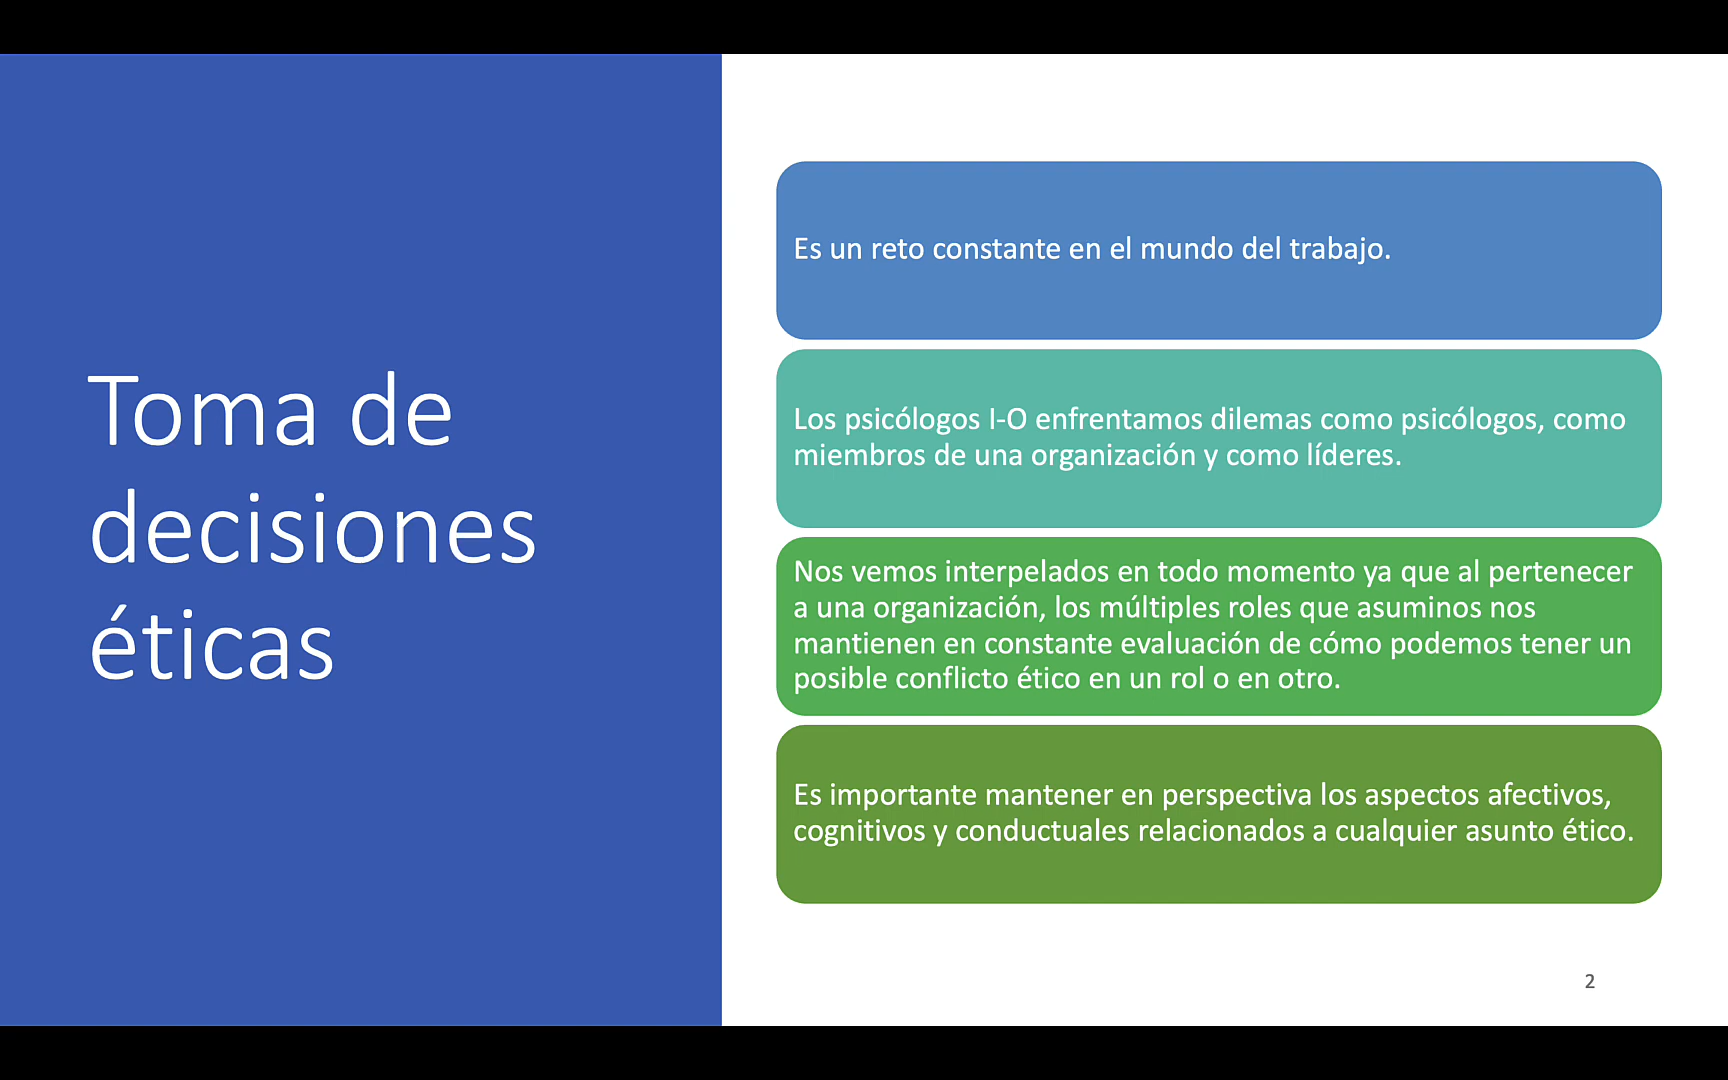 Toma de
decisiones
éticas
Es un reto constante en el mundo del trabajo.
Los psicólogos I-O enfrentamos dilemas como psicólogos, como
miembros de una organización y como líderes.
Nos vemos interpelados en todo momento ya que al pertenecer
a una organización, los múltiples roles que asuminos nos
mantienen en constante evaluación de cómo podemos tener un
posible conflicto ético en un rol o en otro.
Es importante mantener en perspectiva los aspectos afectivos,
cognitivos y conductuales relacionados a cualquier asunto ético.
2